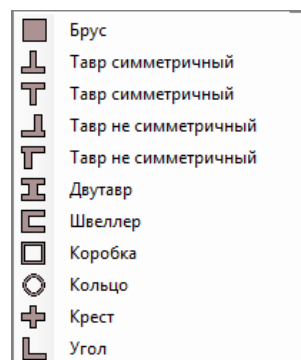 Брус
Тавр симметричный
Тавр симметричный
Тавр не симметричный
Тавр не симметричный
Двутавр
Швеллер
Коробка
Кольцо
Крест
Угол